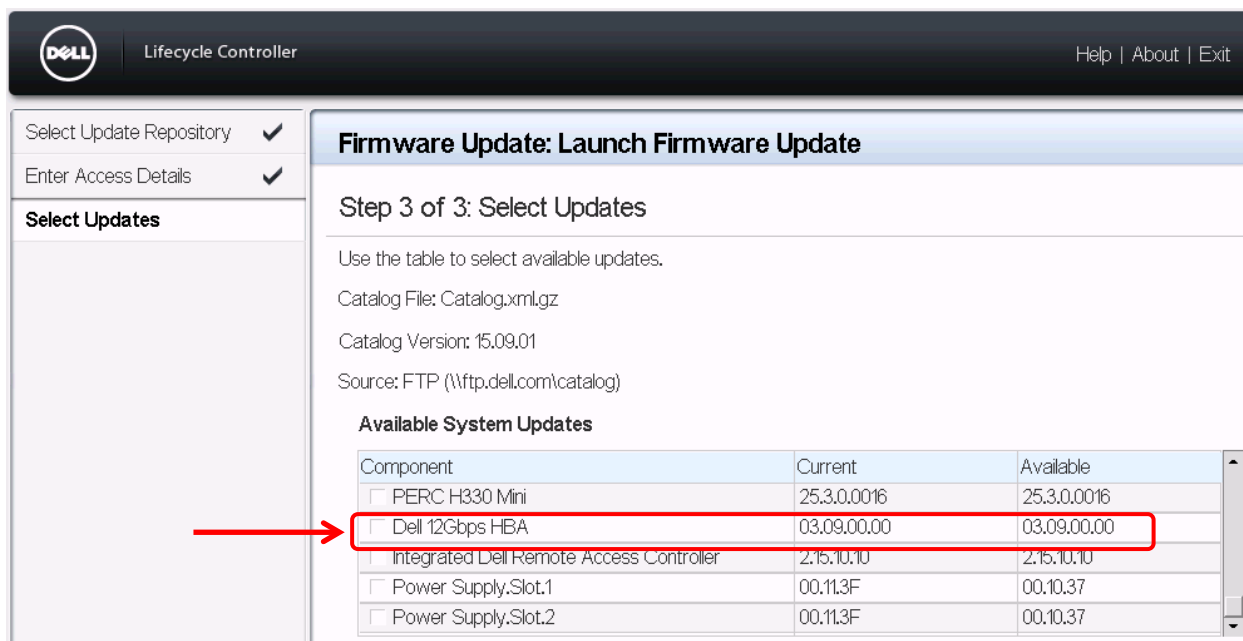 DELL Lifecycle Controller Help | About | Exit
Select Update Repository
Enter Access Details
Select Updates
Firmware Update: Launch Firmware Update
Step 3 of 3: Select Updates
Use the table to select available updates.
Catalog File: Catalog.xml.gz
Catalog Version: 15.09.01
Source: FTP (\\ftp.dell.com\catalog)
Available System Updates
Component Current Available
PERC H330 Mini 25.3.0.0016 25.3.0.0016
Dell 12Gbps HBA 03.09.00.00 03.09.00.00
Integrated Dell Remote Access Controller 2.15.10.10 2.15.10.10
Power Supply.Slot.1 00.11.3F 00.10.37
Power Supply.Slot.2 00.11.3F 00.10.37